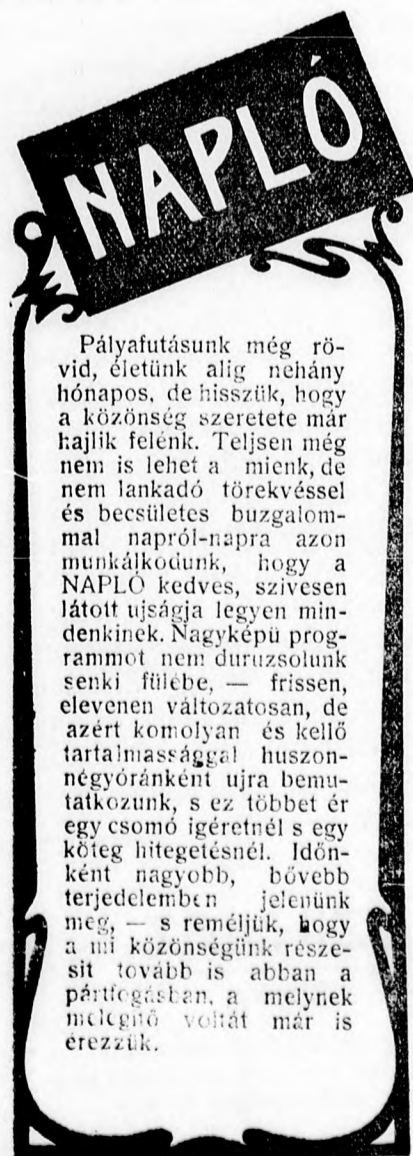 NAPLÓ
Pályafutásunk még rö-
vid, életünk alig nehány
hónapos, de hisszük, hogy
a közönség szeretete már
hajlik felénk. Teljsen még
nem is lehet a mienk, de
nem lankadó törekvéssel
és becsületes buzgalom-
mal napról-napra azon
munkálkodunk, hogy a
NAPLÓ kedves, szivesen
látott ujságja legyen min-
denkinek. Nagyképü prog-
rammot nem duruzsolunk
senki fülébe, — frissen,
elevenen változatosan, de
azért komolyan és kellő
tartalmassággal huszon-
négyóránként ujra bemu-
tatkozunk, s ez többet ér
egy csomó igéretnél s egy
köteg hitegetésnél. Időn-
ként nagyobb, bővebb
terjedelemben jelenünk
meg, — s reméljük, hogy
a mi közönségünk része-
sit tovább is abban a
pártfogásban, a melynek
melegitő voltát már is
érezzük.